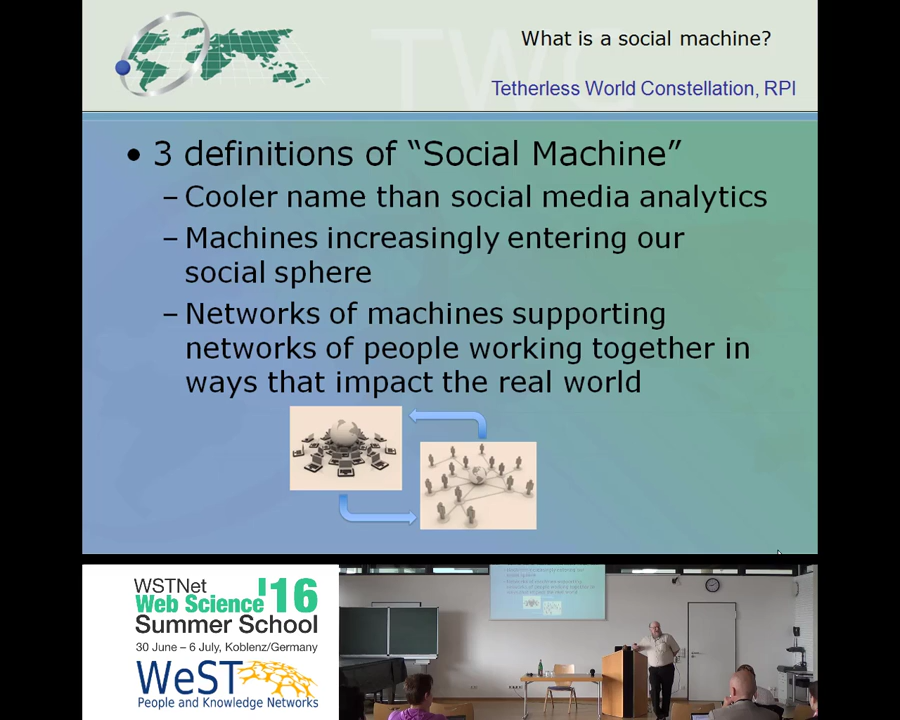 TWC
What is a social machine?
Tetherless World Constellation, RPI
• 3 definitions of “Social Machine”
– Cooler name than social media analytics
– Machines increasingly entering our
social sphere
– Networks of machines supporting
networks of people working together in
ways that impact the real world
WSTNet
Web Science '16
Summer School
30 June – 6 July, Koblenz/Germany
WeST
People and Knowledge Networks